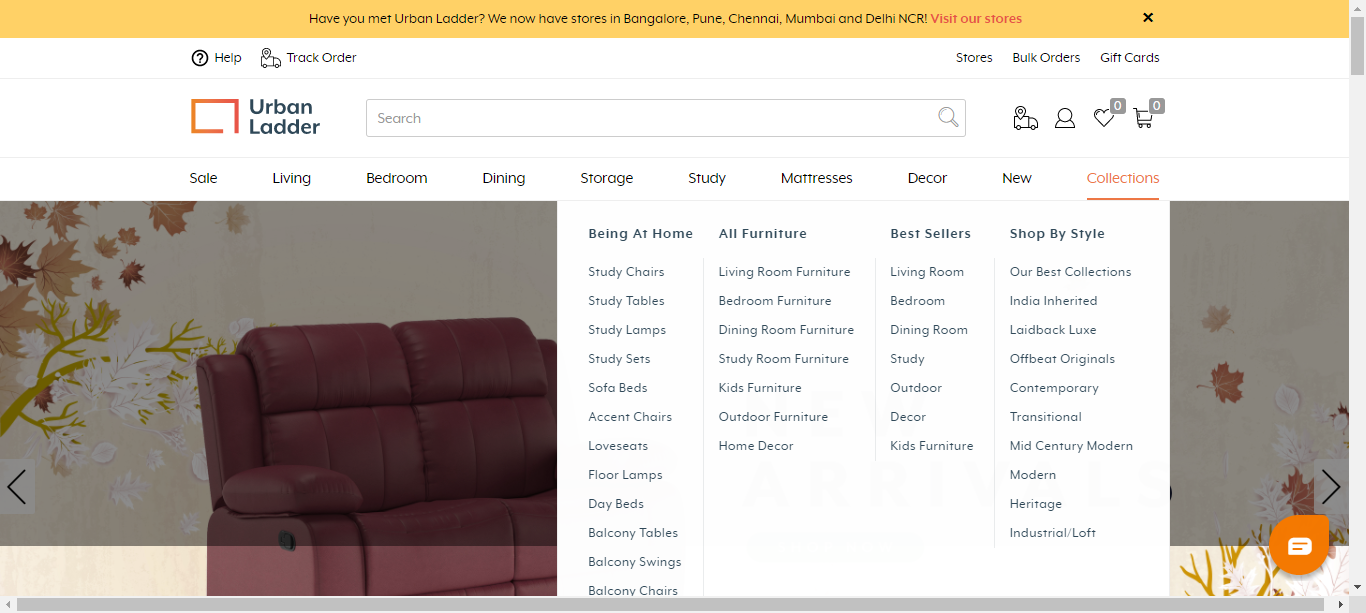 Have you met Urban Ladder? We now have stores in Bangalore, Pune, Chennai, Mumbai and Delhi NCR! Visit our stores
Help
Track Order
Stores
Bulk Orders
Gift Cards
Urban
Ladder
Search
0
0
Sale
Living
Bedroom
Dining
Storage
Study
Mattresses
Decor
New
Collections
Being At Home
Study Chairs
Study Tables
Study Lamps
Study Sets
Sofa Beds
Accent Chairs
Loveseats
Floor Lamps
Day Beds
Balcony Tables
Balcony Swings
Balcony Chairs
All Furniture
Living Room Furniture
Bedroom Furniture
Dining Room Furniture
Study Room Furniture
Kids Furniture
Outdoor Furniture
Home Decor
Best Sellers
Living Room
Bedroom
Dining Room
Study
Outdoor
Decor
Kids Furniture
Shop By Style
Our Best Collections
India Inherited
Laidback Luxe
Offbeat Originals
Contemporary
Transitional
Mid Century Modern
Modern
Heritage
Industrial/Loft
NEW
ARRIVALS